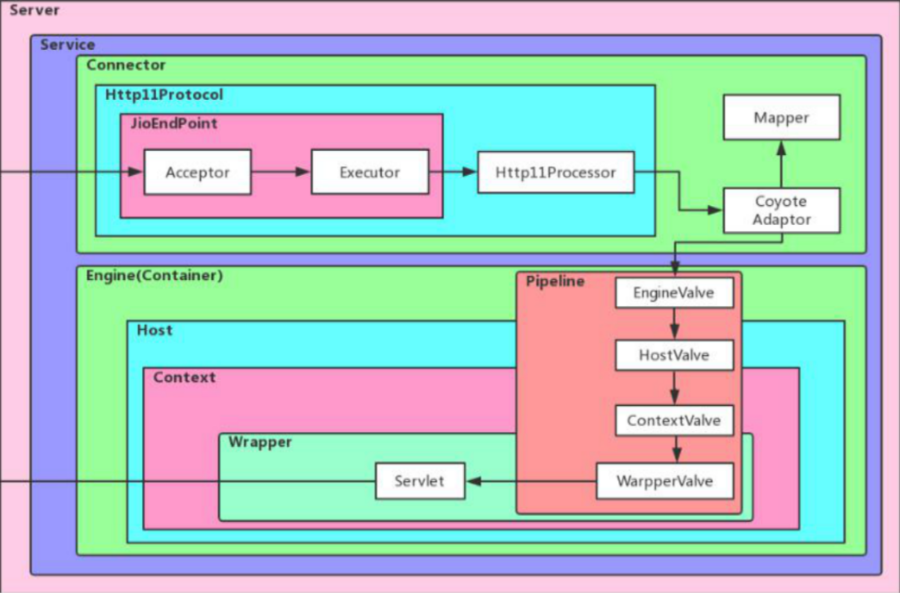 Server
Service
Connector
Http11Protocol
JioEndPoint
Acceptor
Executor
Http11Processor
Mapper
Coyote
Adaptor
Engine(Container)
Pipeline
EngineValve
Host
HostValve
Context
ContextValve
Wrapper
Servlet
WarpperValve